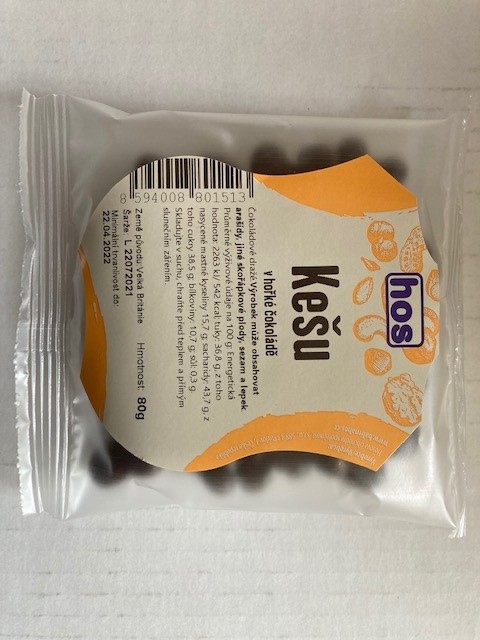 hos
Kešu
v hořké čokoládě
Čokoládové dražé. Výrobek může obsahovat
arašídy, jiné skořápkové plody, sezam a lepek.
Průměrné výživové údaje na 100 g: Energetická
hodnota: 2263 kJ/ 542 kcal; tuky: 36,8 g, z toho
nasycené mastné kyseliny 15,7 g; sacharidy: 43,7 g, z
toho cukry 38,5 g; bílkoviny: 10,7 g; sůl: 0,3 g.
Skladujte v suchu, chraňte před teplem a přímým
slunečním zářením.
8 594008 801513
Země původu: Velká Británie
Hmotnost: 80g
Šarže: L 22072021
Minimální trvanlivost do:
22.04.2022